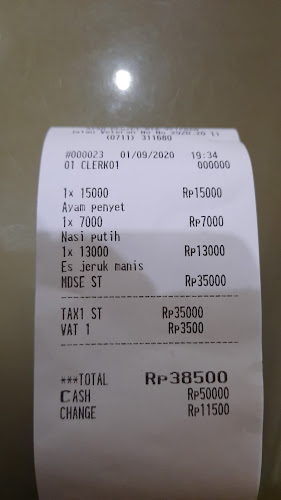 (0711) 311680
#000023 01/09/2020 19:34
01 CLERK01 000000
1x 15000 Rp15000
Ayam penyet
1x 7000 Rp7000
Nasi putih
1x 13000 Rp13000
Es jeruk manis
MDSE ST Rp35000
TAX1 ST Rp35000
VAT 1 Rp3500
***TOTAL Rp38500
CASH Rp50000
CHANGE Rp11500